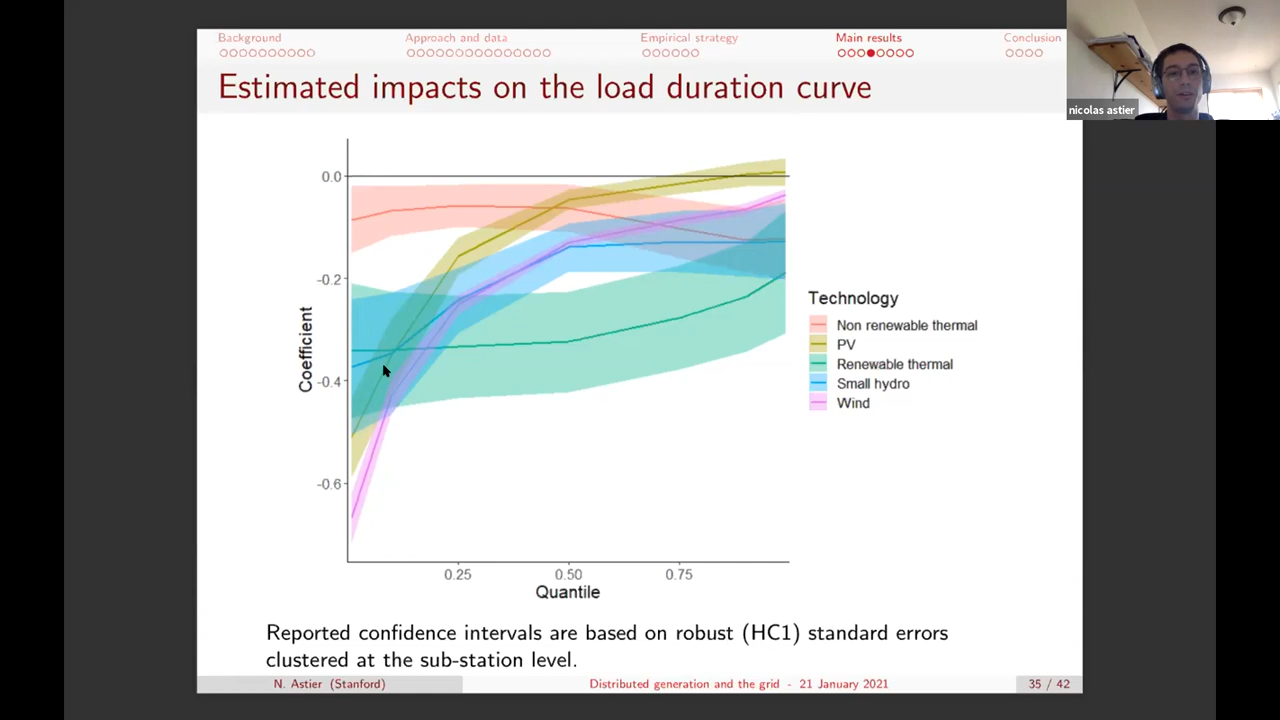 Background
Approach and data
Empirical strategy
Main results
Conclusion
Estimated impacts on the load duration curve
nicolas astier
0.0
-0.2
-0.4
-0.6
Coefficient
0.25
0.50
0.75
Quantile
Technology
Non renewable thermal
PV
Renewable thermal
Small hydro
Wind
Reported confidence intervals are based on robust (HC1) standard errors
clustered at the sub-station level.
N. Astier (Stanford)
Distributed generation and the grid - 21 January 2021
35 / 42